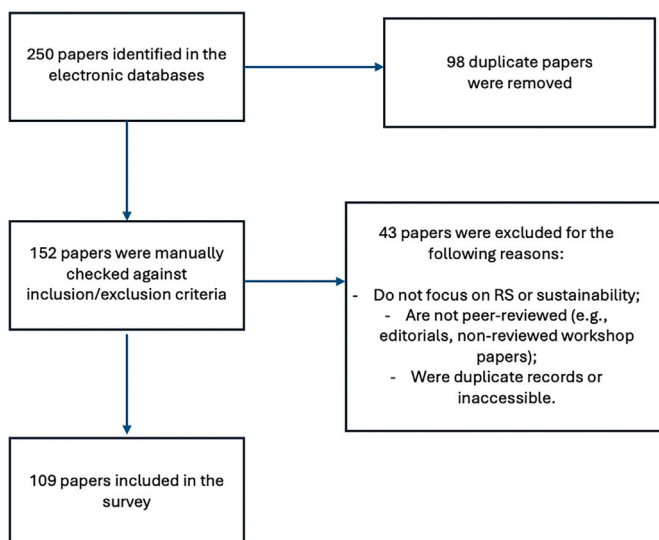 250 papers identified in the
electronic databases
98 duplicate papers
were removed
152 papers were manually
checked against
inclusion/exclusion criteria
43 papers were excluded for the
following reasons:
- Do not focus on RS or sustainability;
- Are not peer-reviewed (e.g.,
editorials, non-reviewed workshop
papers);
- Were duplicate records or
inaccessible.
109 papers included in the
survey